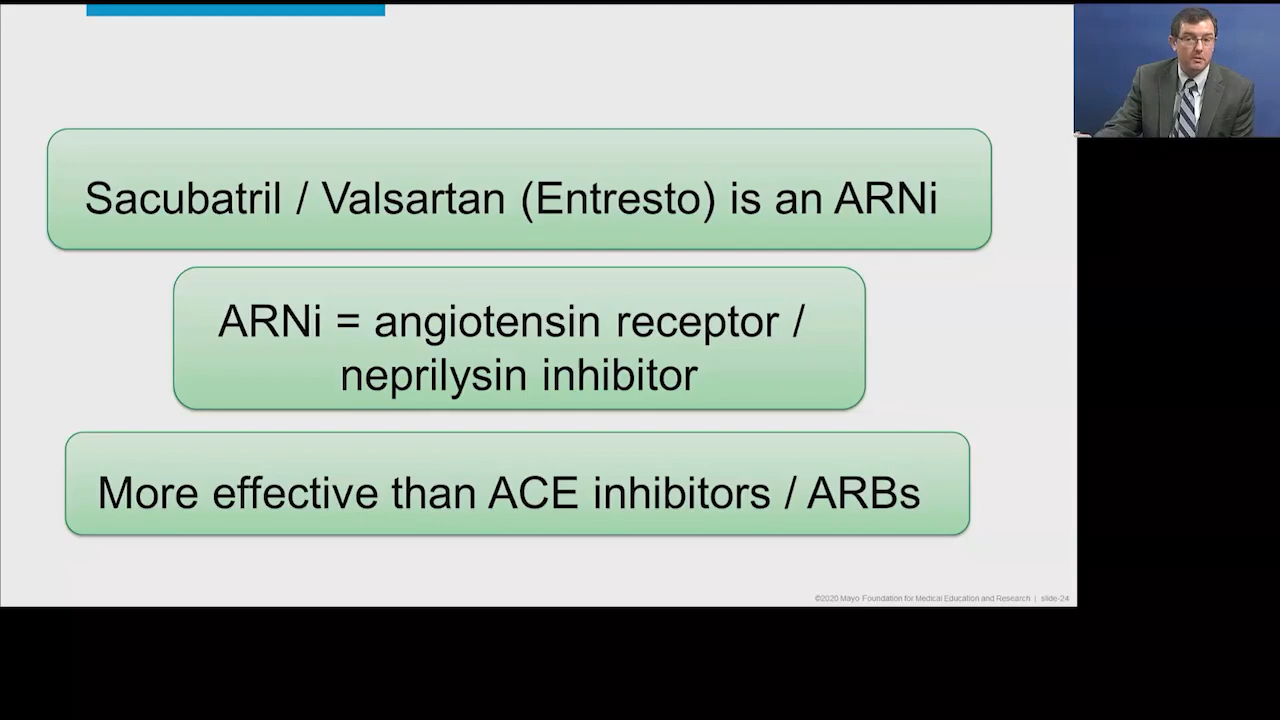 Sacubatril / Valsartan (Entresto) is an ARNi
ARNi = angiotensin receptor /
neprilysin inhibitor
More effective than ACE inhibitors / ARBs
©2020 Mayo Foundation for Medical Education and Research | slide-24